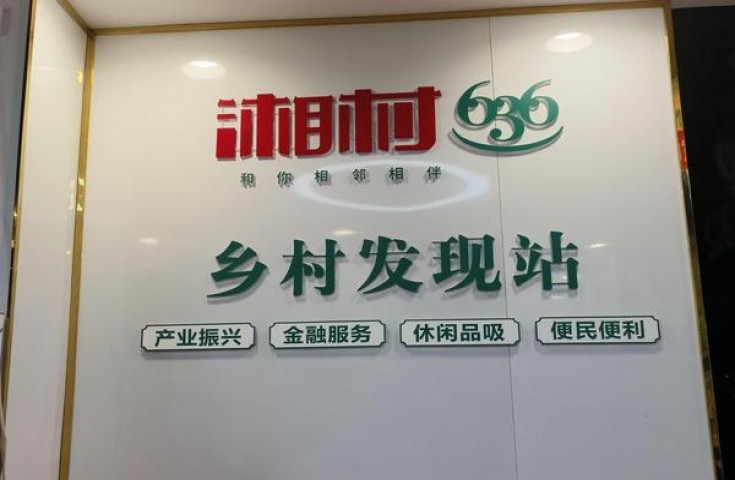 湘村 636
和你相邻相伴
乡村发现站
产业振兴 金融服务 休闲品吸 便民便利